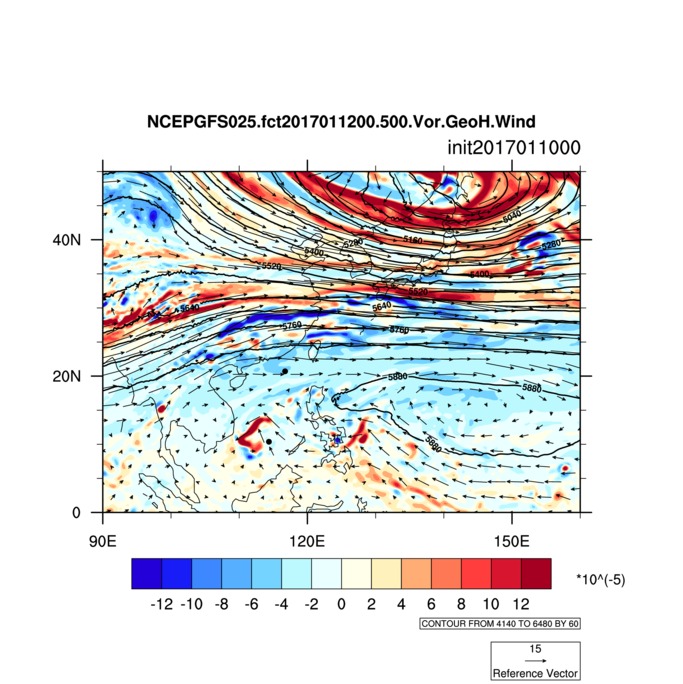 NCEPGFS025.fct2017011200.500.Vor.GeoH.Wind
init2017011000
40N
20N
0
90E 120E 150E
5040
5280
5160
5280
5400
5520
5400
5520
5640
5640
5760
5760
5880
5880
5880
-12 -10 -8 -6 -4 -2 0 2 4 6 8 10 12
*10^(-5)
CONTOUR FROM 4140 TO 6480 BY 60
15
Reference Vector